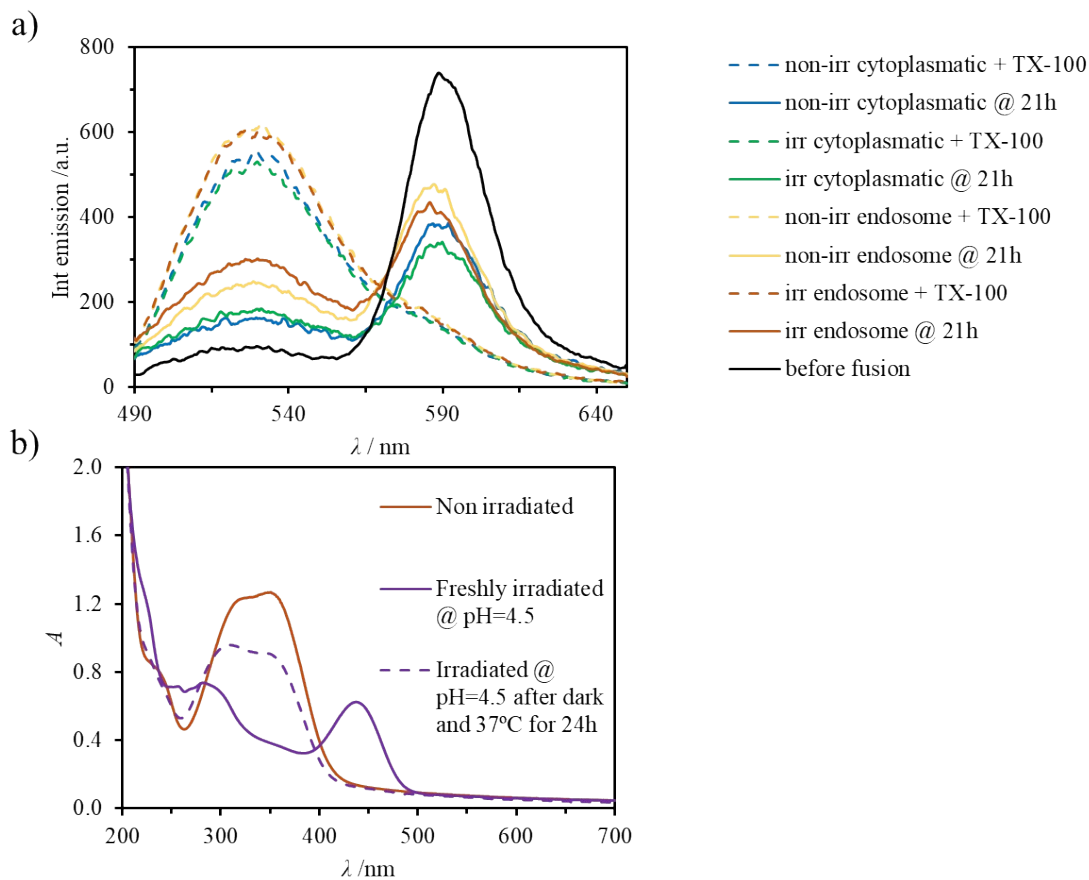 a)
800
600
400
200
0
Int emission /a.u.
490
540
590
640
λ / nm
non-irr cytoplasmatic + TX-100
non-irr cytoplasmatic @ 21h
irr cytoplasmatic + TX-100
irr cytoplasmatic @ 21h
non-irr endosome + TX-100
non-irr endosome @ 21h
irr endosome + TX-100
irr endosome @ 21h
before fusion
b)
2.0
1.6
1.2
0.8
0.4
0.0
A
Non irradiated
Freshly irradiated
@ pH=4.5
Irradiated @
pH=4.5 after dark
and 37ºC for 24h
200
300
400
500
600
700
λ /nm